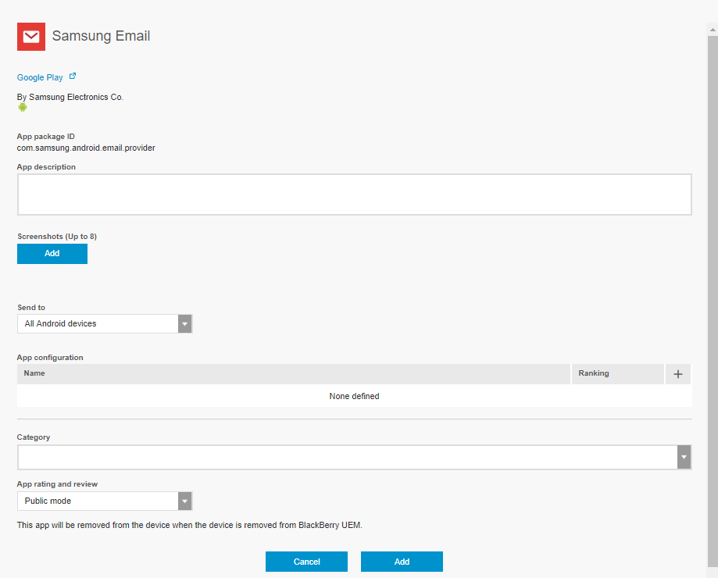 Samsung Email
Google Play
By Samsung Electronics Co.
App package ID
com.samsung.android.email.provider
App description
Screenshots (Up to 8)
Add
Send to
All Android devices
App configuration
Name Ranking +
None defined
Category
App rating and review
Public mode
This app will be removed from the device when the device is removed from BlackBerry UEM.
Cancel Add